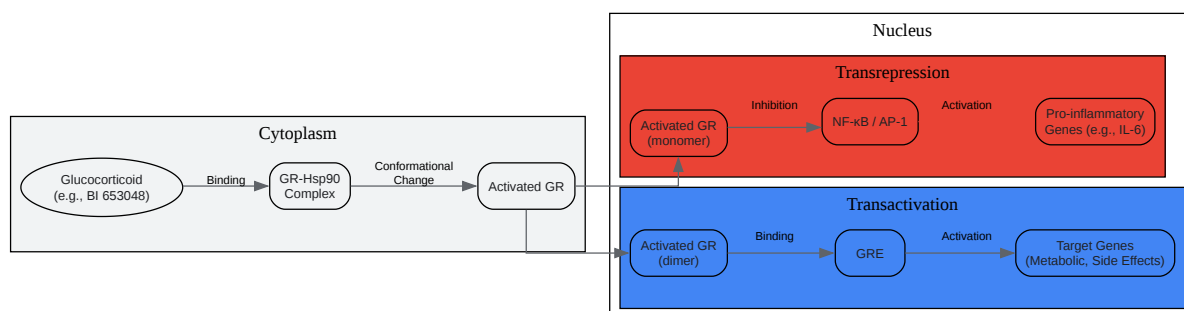 Nucleus
Transrepression
Inhibition
Activation
Activated GR
(monomer)
NF-κB / AP-1
Pro-inflammatory
Genes (e.g., IL-6)
Cytoplasm
Glucocorticoid
(e.g., BI 653048)
Binding
GR-Hsp90
Complex
Conformational
Change
Activated GR
Transactivation
Activated GR
(dimer)
Binding
GRE
Activation
Target Genes
(Metabolic, Side Effects)